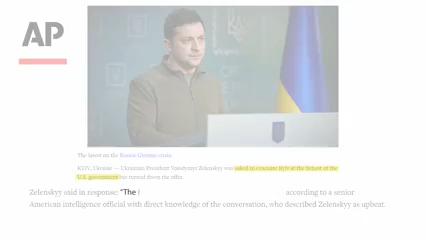 AP
The latest on the Russia-Ukraine crisis:
KYIV, Ukraine — Ukrainian President Volodymyr Zelenskyy was asked to evacuate Kyiv at the behest of the
U.S. government but turned down the offer.
Zelenskyy said in response: "The according to a senior
American intelligence official with direct knowledge of the conversation, who described Zelenskyy as upbeat.